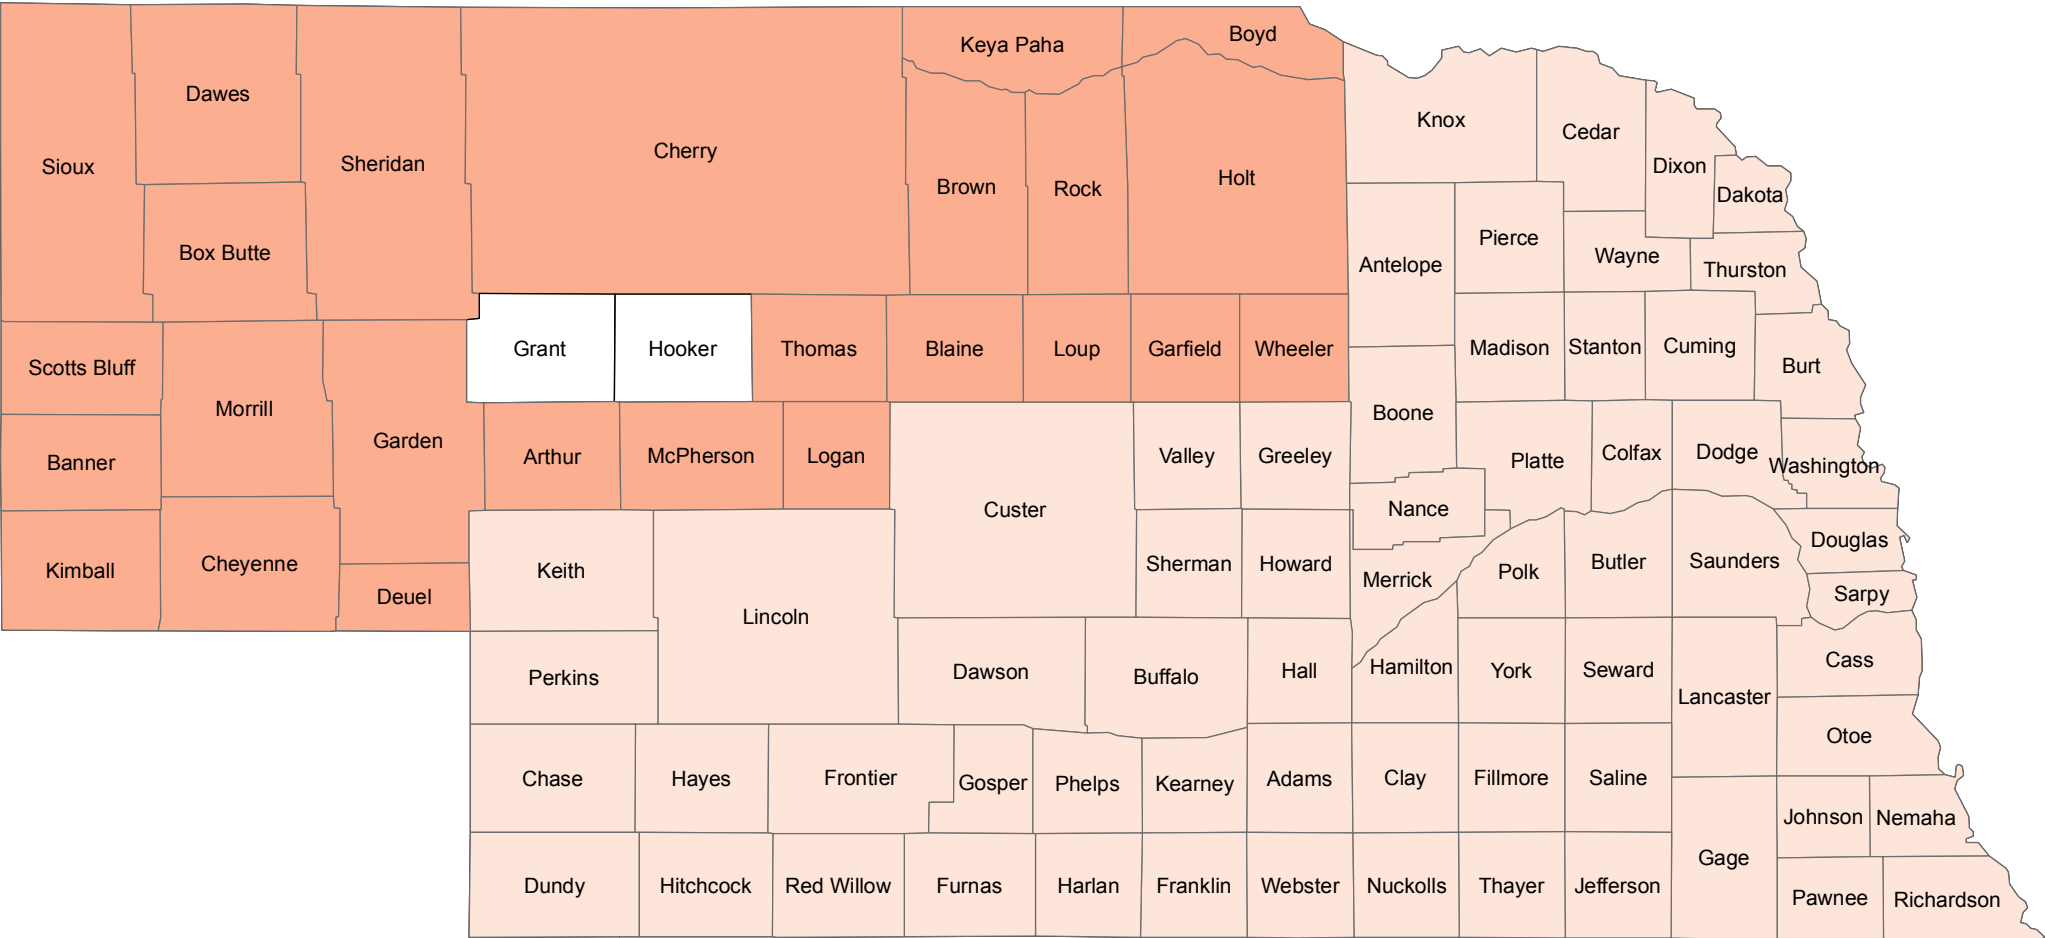 Keya Paha
Boyd
Dawes
Sioux
Sheridan
Cherry
Knox
Cedar
Dixon
Dakota
Brown
Rock
Holt
Box Butte
Pierce
Antelope
Wayne
Thurston
Scotts Bluff
Grant
Hooker
Thomas
Blaine
Loup
Garfield
Wheeler
Madison
Stanton
Cuming
Burt
Morrill
Garden
Boone
Banner
Arthur
McPherson
Logan
Valley
Greeley
Platte
Colfax
Dodge
Washington
Custer
Nance
Kimball
Cheyenne
Deuel
Keith
Lincoln
Sherman
Howard
Merrick
Polk
Butler
Saunders
Douglas
Sarpy
Perkins
Dawson
Buffalo
Hall
Hamilton
York
Seward
Lancaster
Cass
Otoe
Chase
Hayes
Frontier
Gosper
Phelps
Kearney
Adams
Clay
Fillmore
Saline
Johnson
Nemaha
Gage
Dundy
Hitchcock
Red Willow
Furnas
Harlan
Franklin
Webster
Nuckolls
Thayer
Jefferson
Pawnee
Richardson